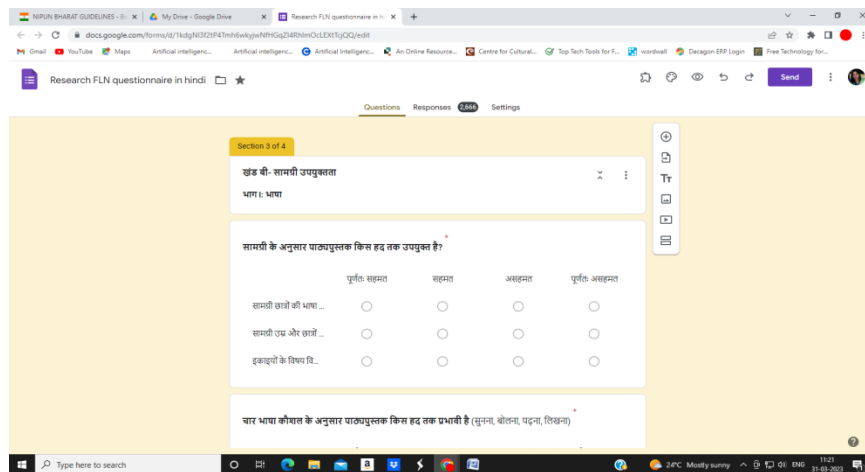 NIPUN BHARAT GUIDELINES - B
My Drive - Google Drive
Research FLN questionnaire in hi
docs.google.com/forms/d/
/edit
Gmail
YouTube
Maps
Artificial intelligenc...
Artificial intelligenc...
Artificial Intelligenc...
An Online Resource...
Centre for Cultural...
Top Tech Tools for F...
wordwall
Decagon ERP Login
Free Technology for...
Research FLN questionnaire in hindi
Send
Questions Responses 2,666 Settings
Section 3 of 4
खंड बी- सामग्री उपयुक्तता
भाग I: भाषा
सामग्री के अनुसार पाठ्यपुस्तक किस हद तक उपयुक्त है? *
पूर्णतः सहमत सहमत असहमत पूर्णतः असहमत
सामग्री छात्रों की भाषा ...
सामग्री उम्र और छात्रों ...
इकाइयों के विषय वि...
चार भाषा कौशल के अनुसार पाठ्यपुस्तक किस हद तक प्रभावी है (सुनना, बोलना, पढ़ना, लिखना) *
Type here to search
24°C Mostly sunny
ENG
11:21
31-03-2023